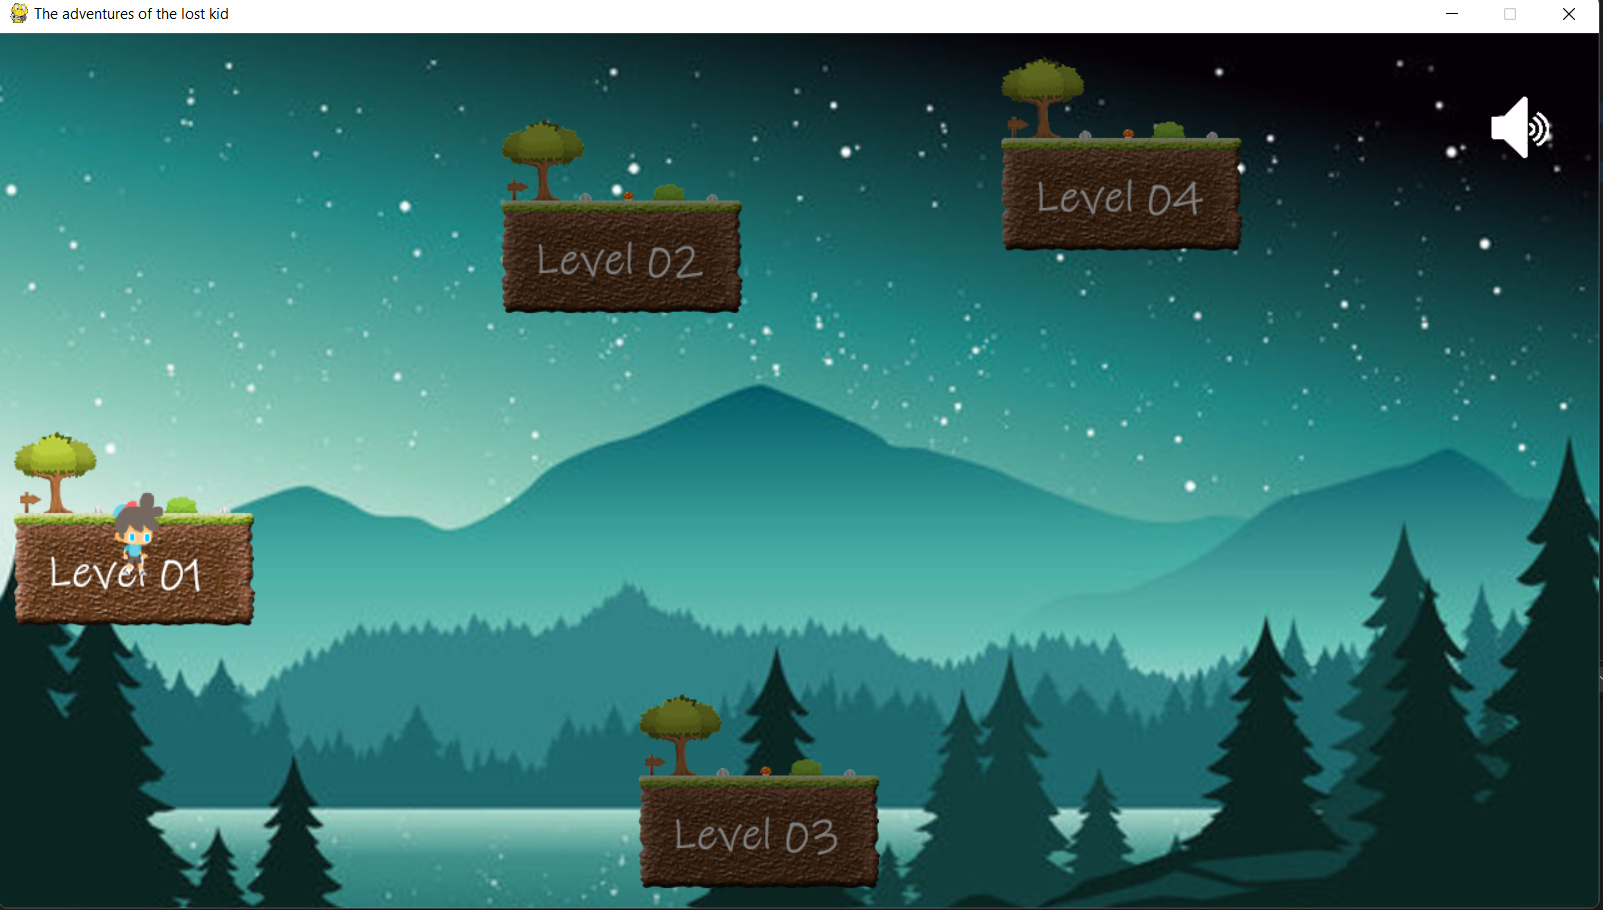 The adventures of the lost kid
Level 04
Level 02
Level 01
Level 03